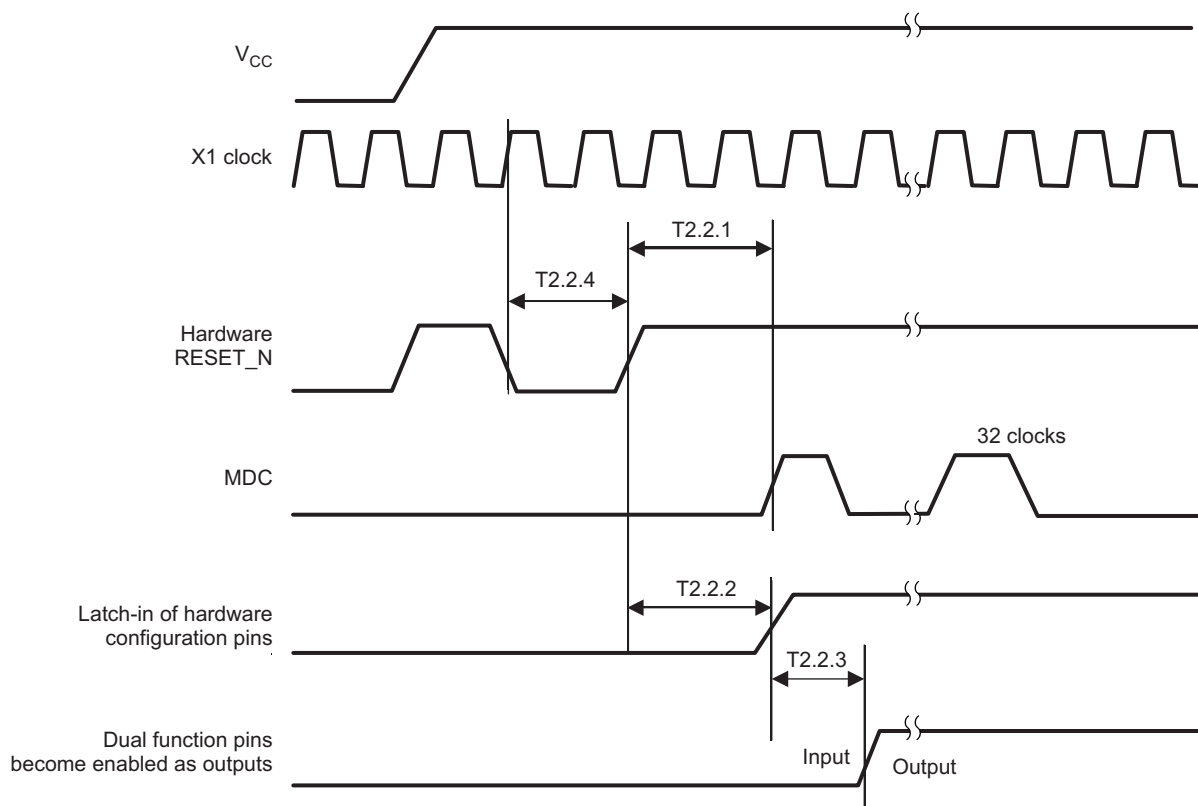 VCC
X1 clock
T2.2.1
T2.2.4
Hardware
RESET_N
32 clocks
MDC
T2.2.2
Latch-in of hardware
configuration pins
T2.2.3
Dual function pins
become enabled as outputs
Input
Output